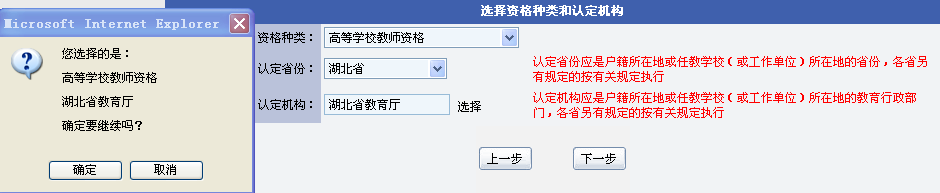 选择资格种类和认定机构
Microsoft Internet Explorer
您选择的是：
高等学校教师资格
湖北省教育厅
确定要继续吗？
确定 取消
资格种类： 高等学校教师资格
认定省份： 湖北省
认定省份应是户籍所在地或任教学校（或工作单位）所在地的省份，各省另
有规定的按有关规定执行
认定机构： 湖北省教育厅 选择
认定机构应是户籍所在地或任教学校（或工作单位）所在地的教育行政部
门，各省另有规定的按有关规定执行
上一步 下一步